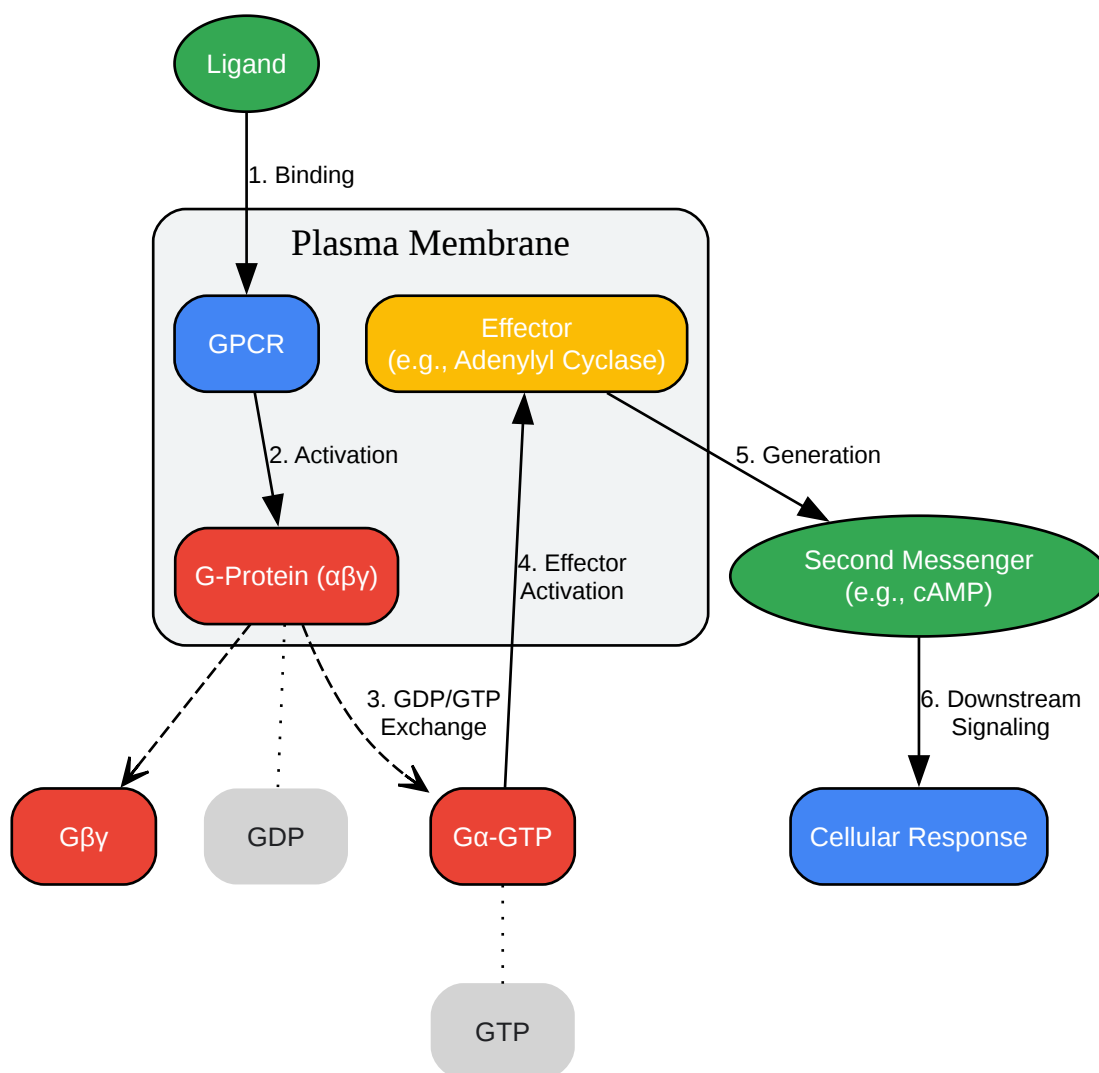 Ligand
1. Binding
Plasma Membrane
GPCR
Effector
(e.g., Adenylyl Cyclase)
2. Activation
5. Generation
G-Protein (αβγ)
4. Effector
Activation
Second Messenger
(e.g., cAMP)
3. GDP/GTP
Exchange
6. Downstream
Signaling
Gβγ
GDP
Gα-GTP
Cellular Response
GTP